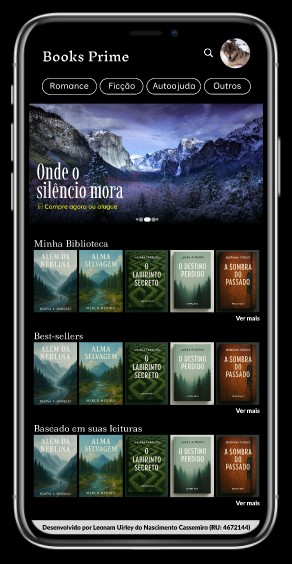 Books Prime
Romance
Ficção
Autoajuda
Outros
Onde o
silêncio mora
Compre agora ou alugue
Minha Biblioteca
ALÉM DA NEBLINA
ALMA SELVAGEM
O LABIRINTO SECRETO
O DESTINO PERDIDO
A SOMBRA DO PASSADO
Ver mais
Best-sellers
ALÉM DA NEBLINA
ALMA SELVAGEM
O LABIRINTO SECRETO
O DESTINO PERDIDO
A SOMBRA DO PASSADO
Ver mais
Baseado em suas leituras
ALÉM DA NEBLINA
ALMA SELVAGEM
O LABIRINTO SECRETO
O DESTINO PERDIDO
A SOMBRA DO PASSADO
Ver mais
Desenvolvido por Leonam Uirley do Nascimento Cassemiro (RU: 4672144)